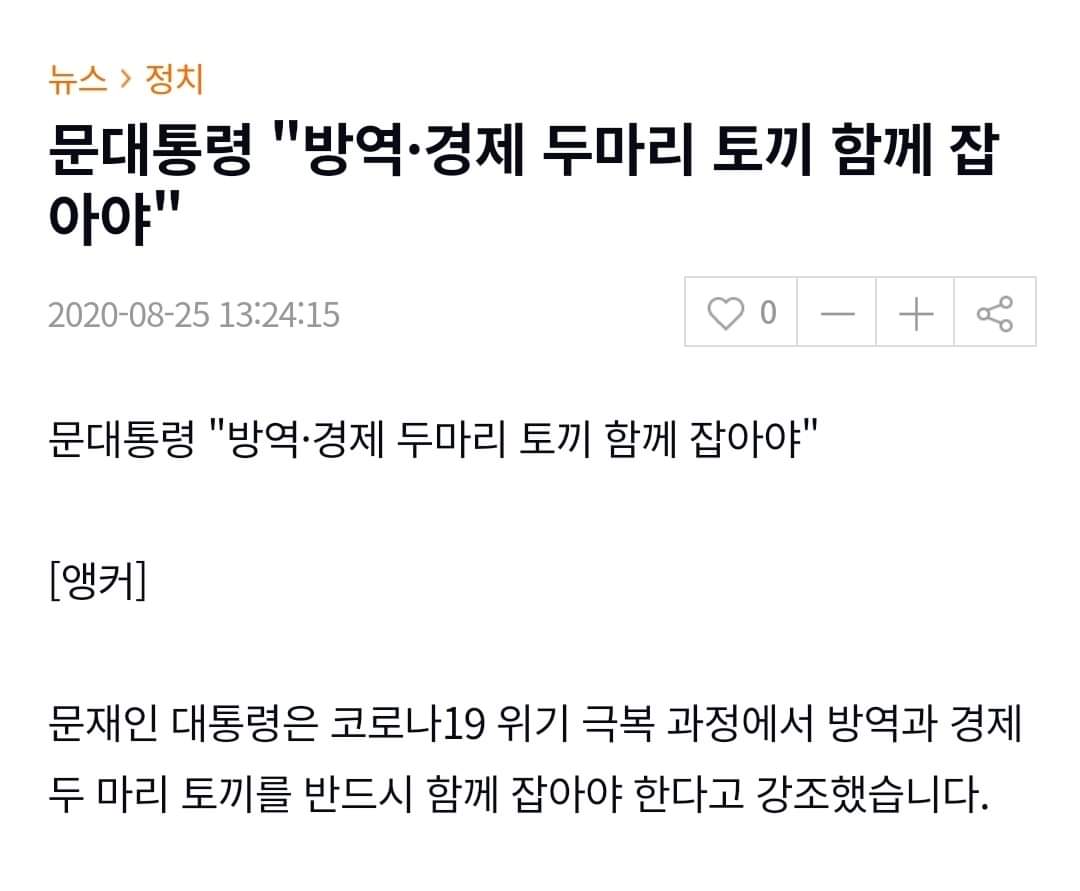 뉴스 > 정치
문대통령 "방역·경제 두마리 토끼 함께 잡
아야"
2020-08-25 13:24:15
0
문대통령 "방역·경제 두마리 토끼 함께 잡아야"
[앵커]
문재인 대통령은 코로나19 위기 극복 과정에서 방역과 경제
두 마리 토끼를 반드시 함께 잡아야 한다고 강조했습니다.